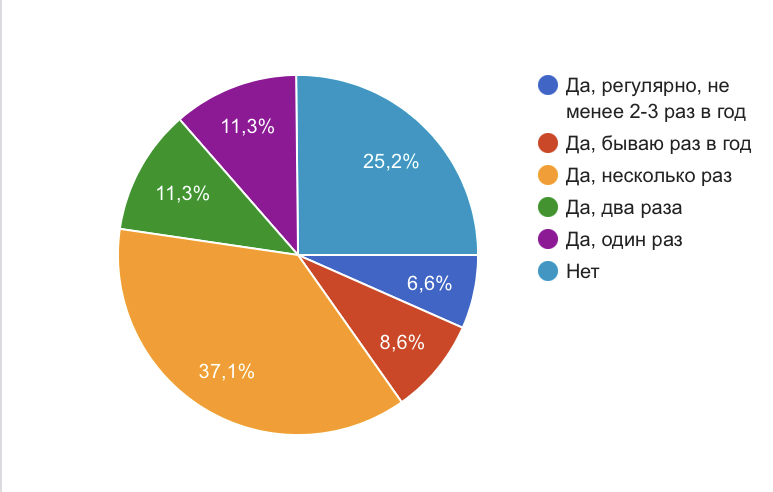 11,3%
25,2%
11,3%
6,6%
8,6%
37,1%
Да, регулярно, не
менее 2-3 раз в год
Да, бываю раз в год
Да, несколько раз
Да, два раза
Да, один раз
Нет